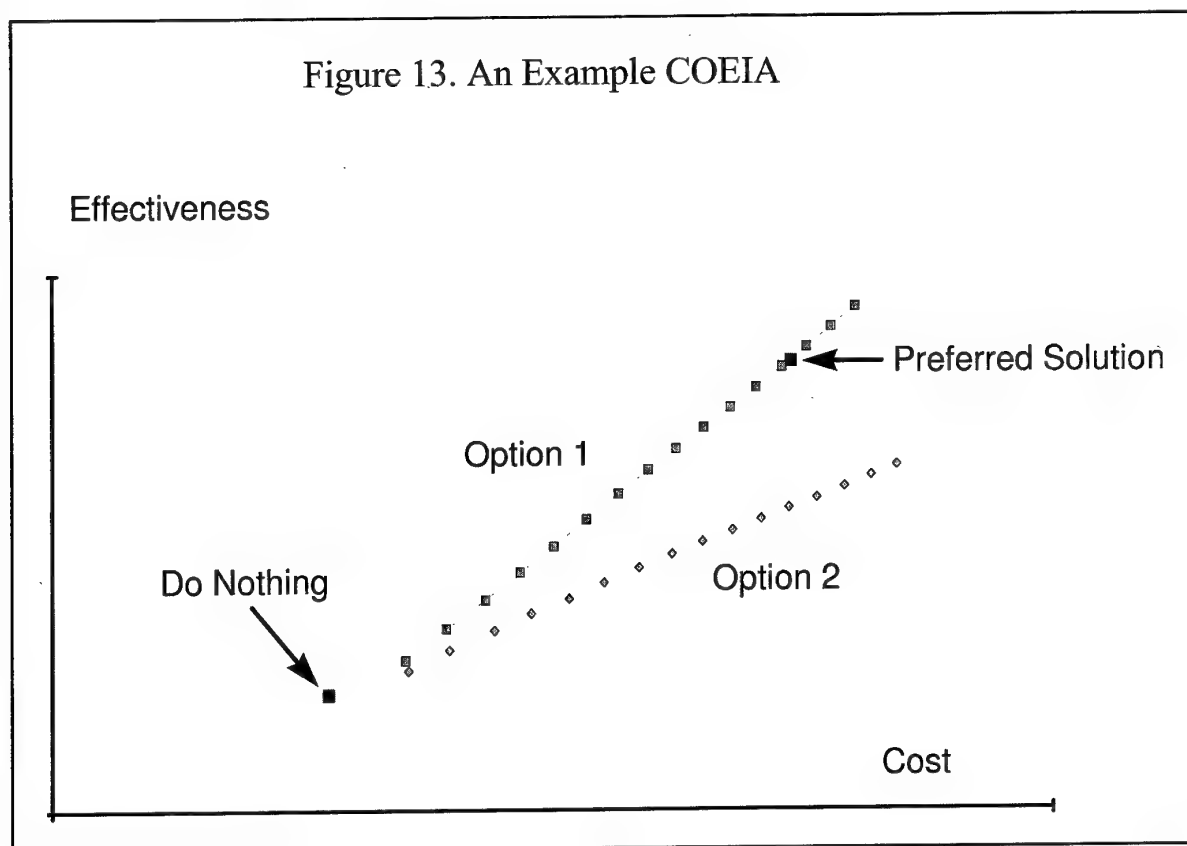 Figure 13. An Example COEIA
Effectiveness
Preferred Solution
Option 1
Option 2
Do Nothing
Cost